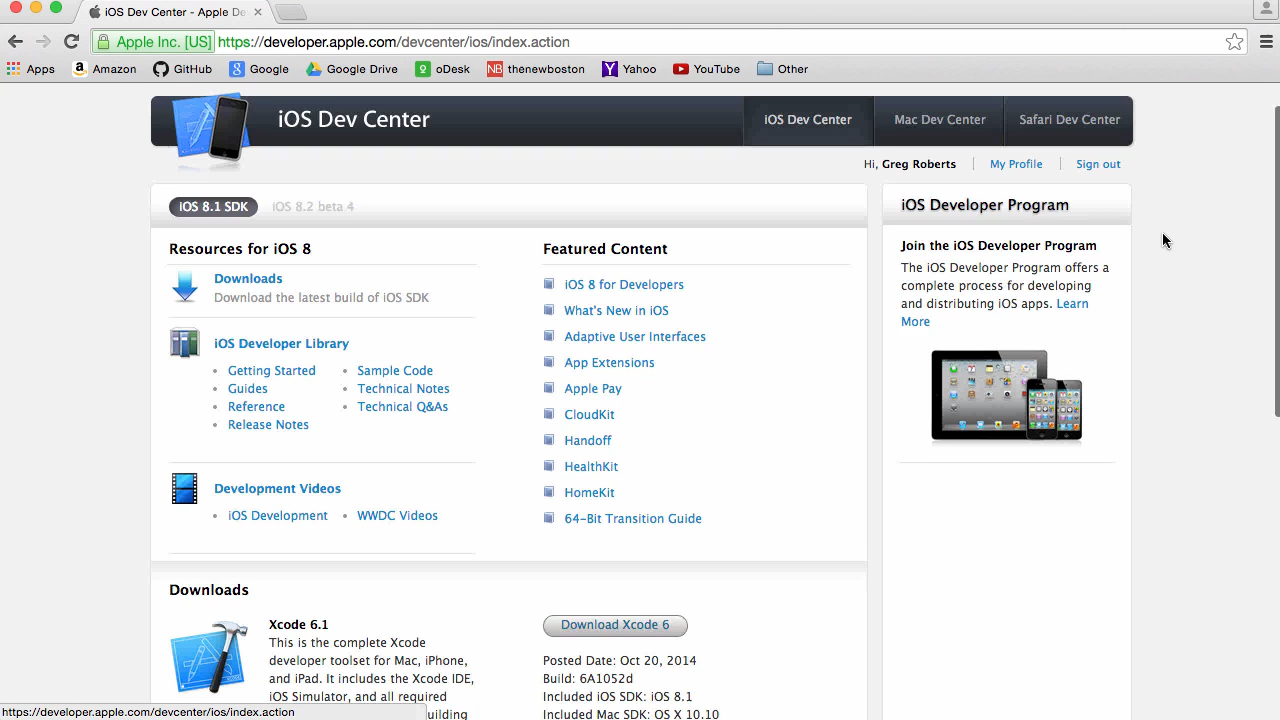 iOS Dev Center - Apple De
Apple Inc. [US] https://developer.apple.com/devcenter/ios/index.action
Apps Amazon GitHub Google Google Drive oDesk thenewboston Yahoo YouTube Other
iOS Dev Center
iOS Dev Center Mac Dev Center Safari Dev Center
Hi, Greg Roberts My Profile Sign out
iOS 8.1 SDK iOS 8.2 beta 4
Resources for iOS 8
Downloads
Download the latest build of iOS SDK
iOS Developer Library
Getting Started
Guides
Reference
Release Notes
Sample Code
Technical Notes
Technical Q&As
Development Videos
iOS Development
WWDC Videos
Featured Content
iOS 8 for Developers
What's New in iOS
Adaptive User Interfaces
App Extensions
Apple Pay
CloudKit
Handoff
HealthKit
HomeKit
64-Bit Transition Guide
iOS Developer Program
Join the iOS Developer Program
The iOS Developer Program offers a
complete process for developing
and distributing iOS apps. Learn
More
Downloads
Xcode 6.1
This is the complete Xcode
developer toolset for Mac, iPhone,
and iPad. It includes the Xcode IDE,
iOS Simulator, and all required
uilding
Download Xcode 6
Posted Date: Oct 20, 2014
Build: 6A1052d
Included iOS SDK: iOS 8.1
Included Mac SDK: OS X 10.10
https://developer.apple.com/devcenter/ios/index.action